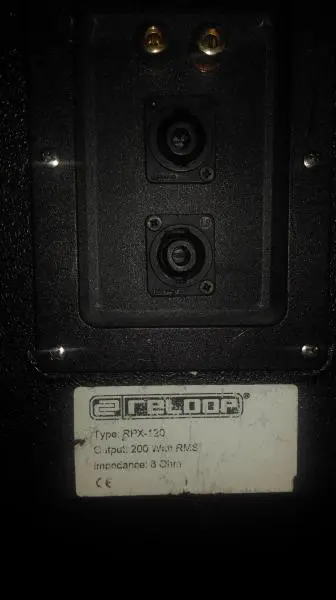 RELOOP®
Type: RPX-120
Output: 200 Watt RMS
Impedance: 8 Ohm
CE